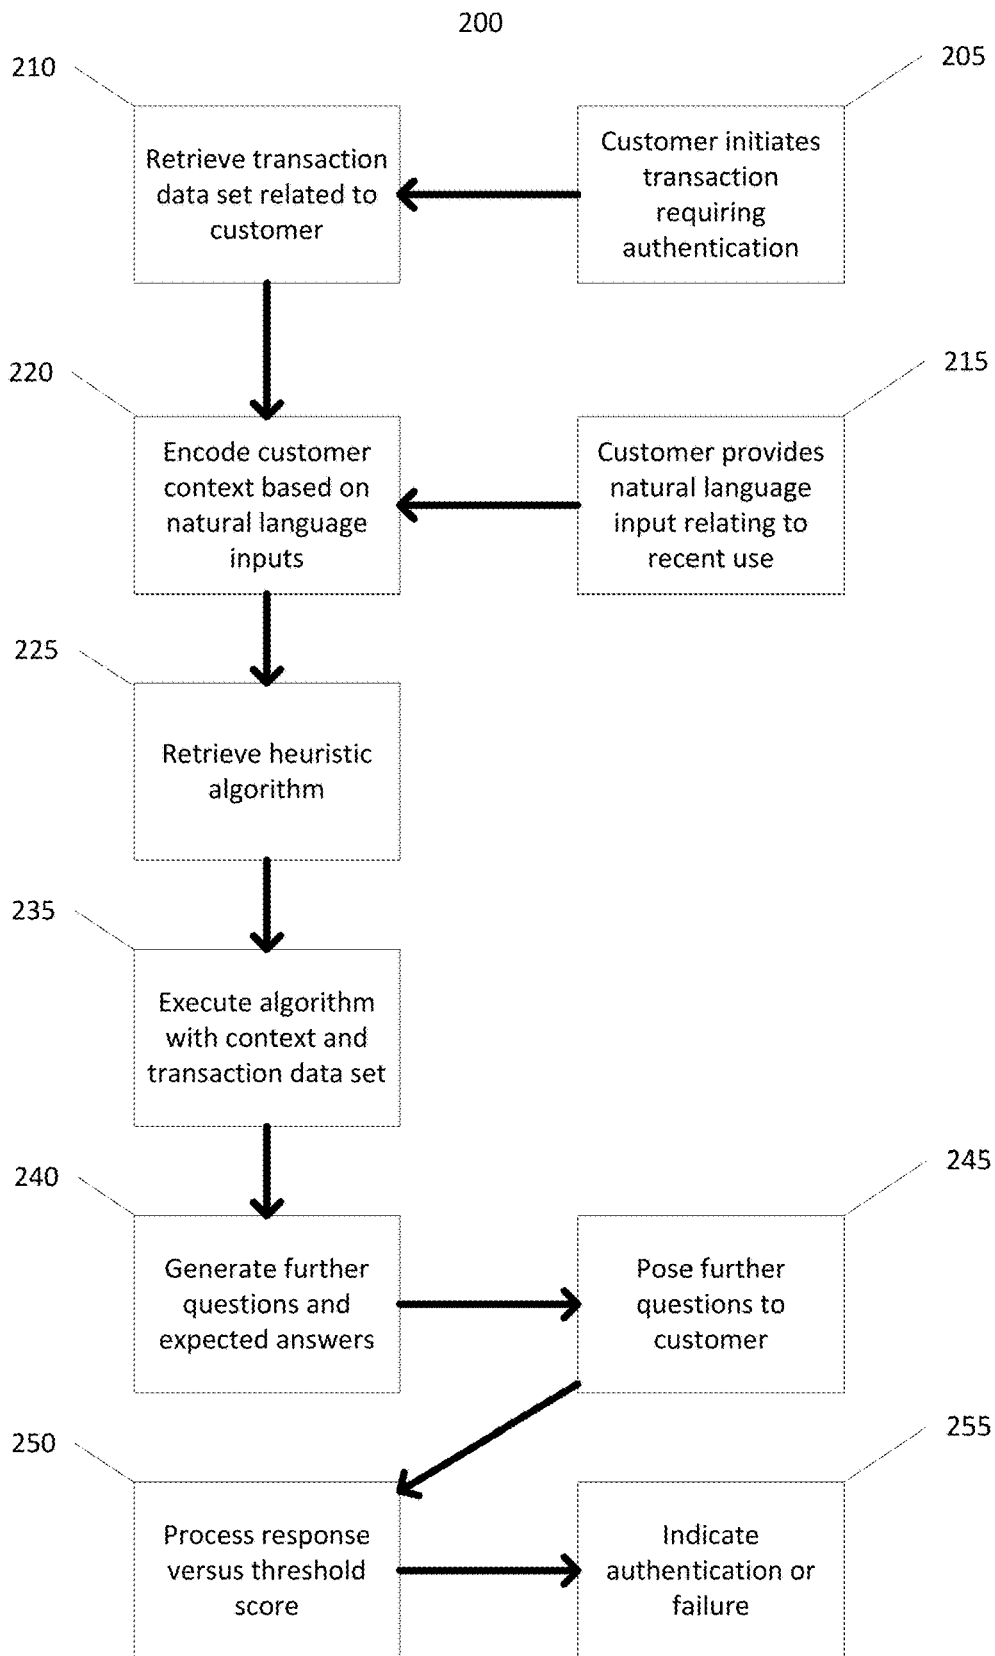 200
210
205
Retrieve transaction
data set related to
customer
Customer initiates
transaction
requiring
authentication
220
215
Encode customer
context based on
natural language
inputs
Customer provides
natural language
input relating to
recent use
225
Retrieve heuristic
algorithm
235
Execute algorithm
with context and
transaction data set
240
245
Generate further
questions and
expected answers
Pose further
questions to
customer
250
255
Process response
versus threshold
score
Indicate
authentication or
failure